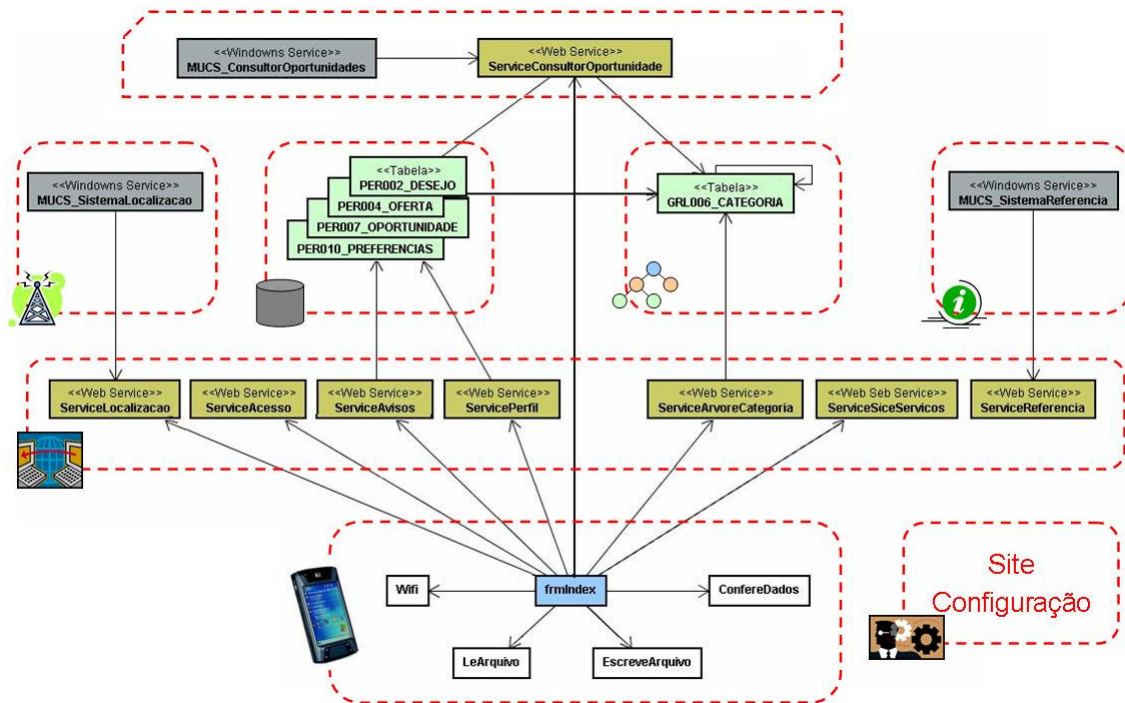 <<Windowns Service>>
MUCS_ConsultorOportunidades
<<Web Service>>
ServiceConsultorOportunidade
<<Windowns Service>>
MUCS_SistemaLocalizacao
<<Tabela>>
PER002_DESEJO
PER004_OFERTA
PER007_OPORTUNIDADE
PER010_PREFERENCIAS
<<Tabela>>
GRL006_CATEGORIA
<<Windowns Service>>
MUCS_SistemaReferencia
<<Web Service>>
ServiceLocalizacao
<<Web Service>>
ServiceAcesso
<<Web Service>>
ServiceAvisos
<<Web Service>>
ServicePerfil
<<Web Service>>
ServiceArvoreCategoria
<<Web Seb Service>>
ServiceSiceServicos
<<Web Service>>
ServiceReferencia
Wifi
frmIndex
ConfereDados
LeArquivo
EscreveArquivo
Site
Configuração